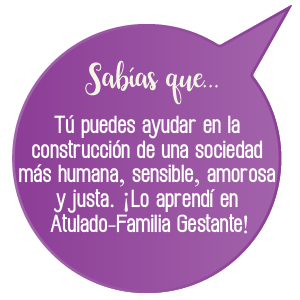 Sabías que...
Tú puedes ayudar en la
construcción de una sociedad
más humana, sensible, amorosa
y justa. ¡Lo aprendí en
Atulado-Familia Gestante!